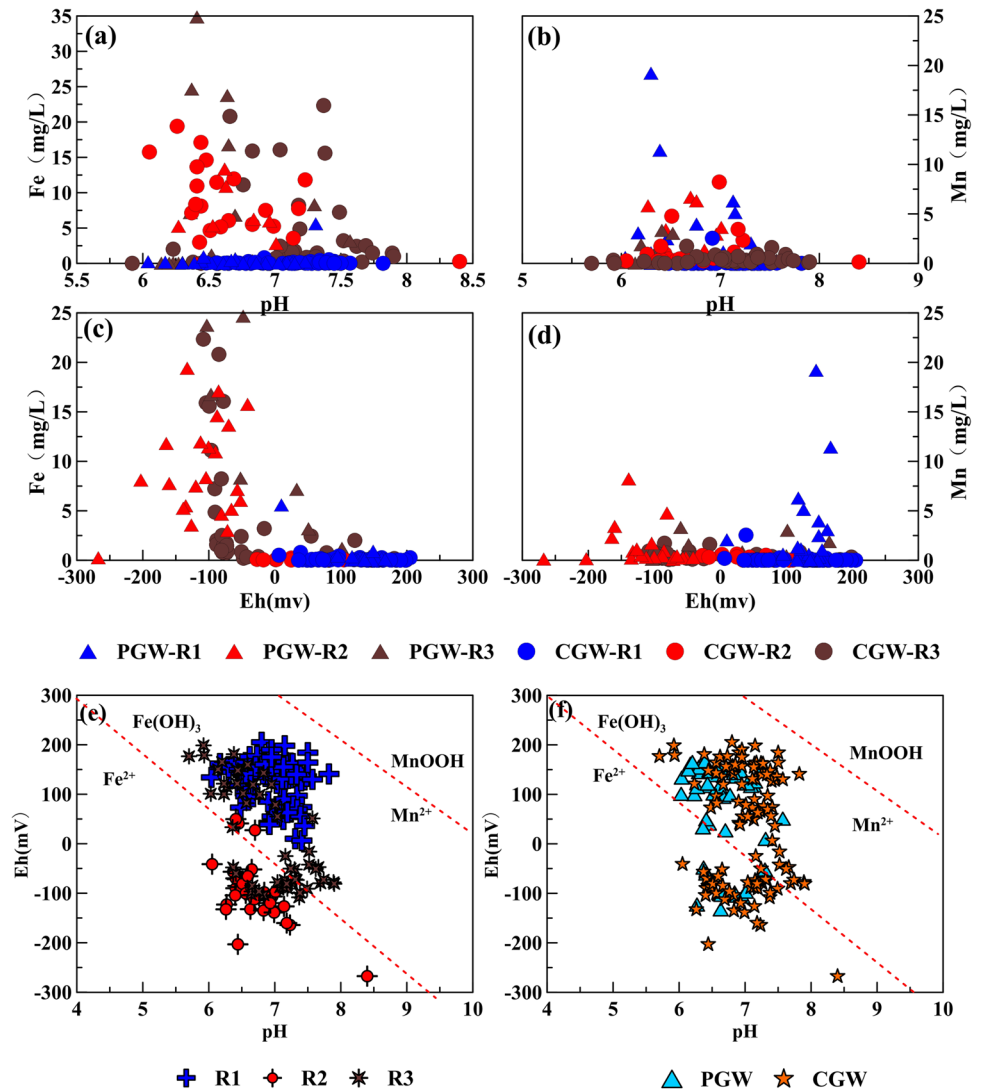 (a)
Fe（mg/L）
35
30
25
20
15
10
5
0
5.5
6
6.5
7
7.5
8
8.5
pH
(b)
Mn（mg/L）
25
20
15
10
5
0
5
6
7
8
9
pH
(c)
Fe（mg/L）
25
20
15
10
5
0
-300
-200
-100
0
100
200
300
Eh(mv)
(d)
Mn（mg/L）
25
20
15
10
5
0
-300
-200
-100
0
100
200
300
Eh(mv)
PGW-R1 PGW-R2 PGW-R3 CGW-R1 CGW-R2 CGW-R3
(e)
Eh(mV)
300
200
100
0
-100
-200
-300
Fe(OH)₃
Fe²⁺
MnOOH
Mn²⁺
4
5
6
7
8
9
10
pH
R1 R2 R3
(f)
Eh(mV)
300
200
100
0
-100
-200
-300
Fe(OH)₃
Fe²⁺
MnOOH
Mn²⁺
4
5
6
7
8
9
10
pH
PGW CGW